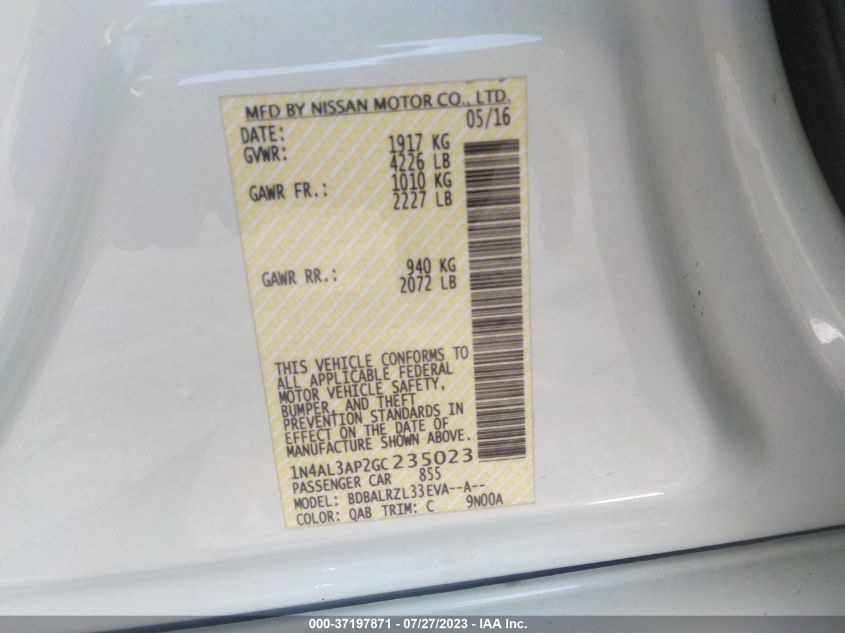 MFD BY NISSAN MOTOR CO., LTD.
DATE: 05/16
GVWR: 1917 KG
4226 LB
GAWR FR.: 1010 KG
2227 LB
GAWR RR.: 940 KG
2072 LB
THIS VEHICLE CONFORMS TO
ALL APPLICABLE FEDERAL
MOTOR VEHICLE SAFETY,
BUMPER, AND THEFT
PREVENTION STANDARDS IN
EFFECT ON THE DATE OF
MANUFACTURE SHOWN ABOVE.
1N4AL3AP2GC235023
PASSENGER CAR 855
MODEL: BDBALRZL33EVA--A--
COLOR: QAB TRIM: C 9N00A
000-37197871 - 07/27/2023 - IAA Inc.